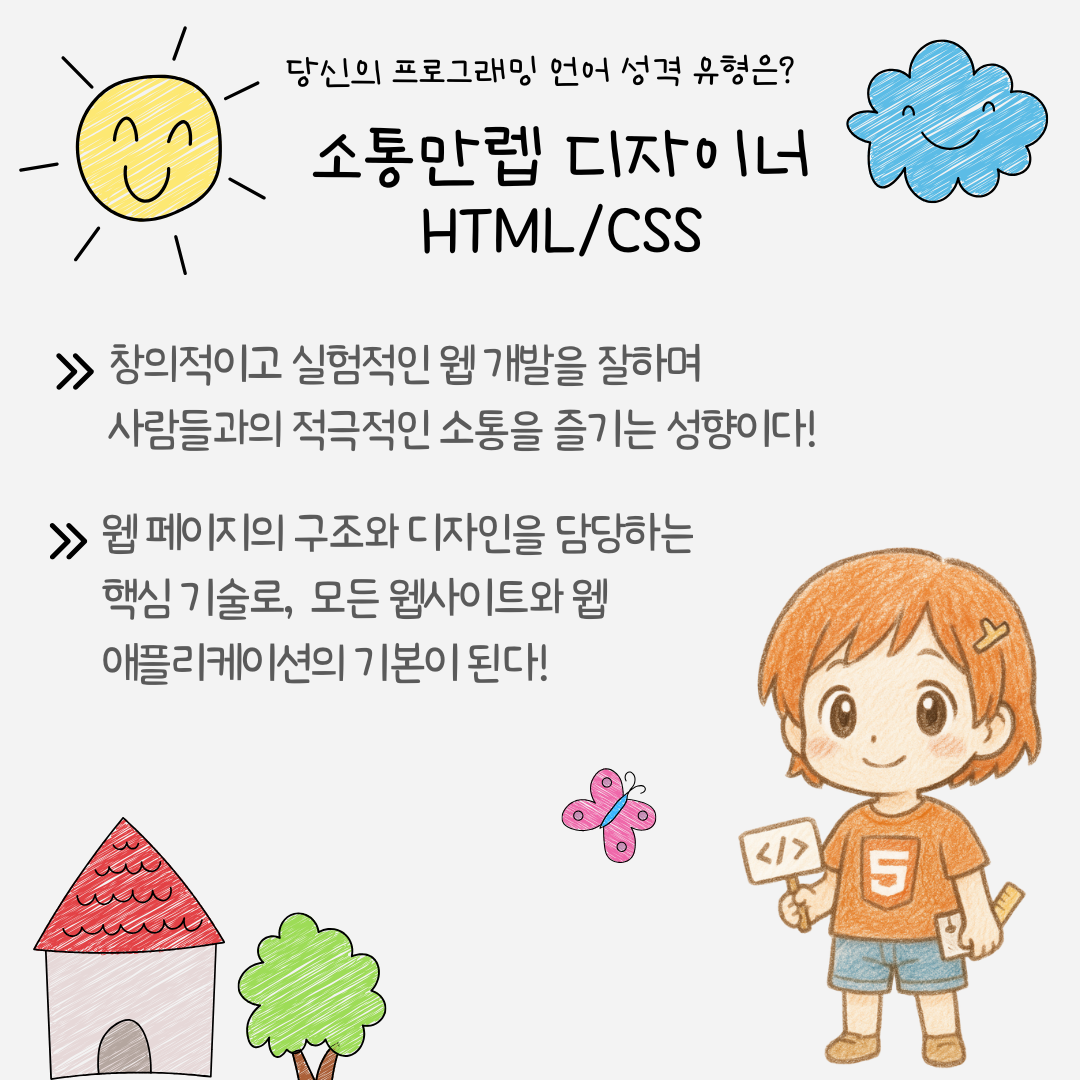 당신의 프로그래밍 언어 성격 유형은?
소통만렙 디자이너
HTML/CSS
창의적이고 실험적인 웹 개발을 잘하며
사람들과의 적극적인 소통을 즐기는 성향이다!
웹 페이지의 구조와 디자인을 담당하는
핵심 기술로, 모든 웹사이트와 웹
애플리케이션의 기본이 된다!
</>
5